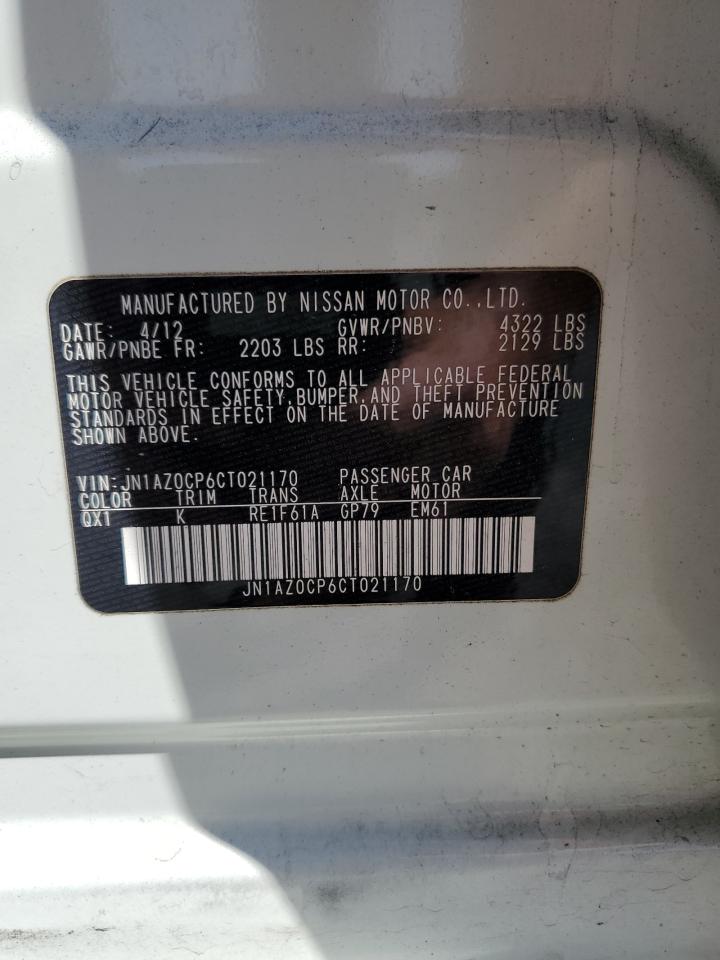 MANUFACTURED BY NISSAN MOTOR CO.,LTD.
DATE: 4/12 GVWR/PNBV: 4322 LBS
GAWR/PNBE FR: 2203 LBS RR: 2129 LBS
THIS VEHICLE CONFORMS TO ALL APPLICABLE FEDERAL
MOTOR VEHICLE SAFETY,BUMPER,AND THEFT PREVENTION
STANDARDS IN EFFECT ON THE DATE OF MANUFACTURE
SHOWN ABOVE.
VIN:JN1AZ0CP6CT021170 PASSENGER CAR
COLOR TRIM TRANS AXLE MOTOR
QX1 K RE1F61A GP79 EM61
JN1AZ0CP6CT021170